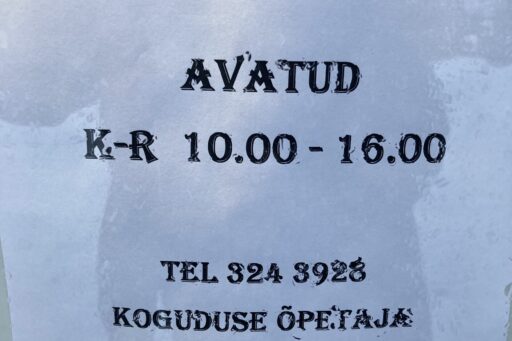 AVATUD
K-R 10.00 - 16.00
TEL 324 3928
KOGUDUSE ÕPETAJA